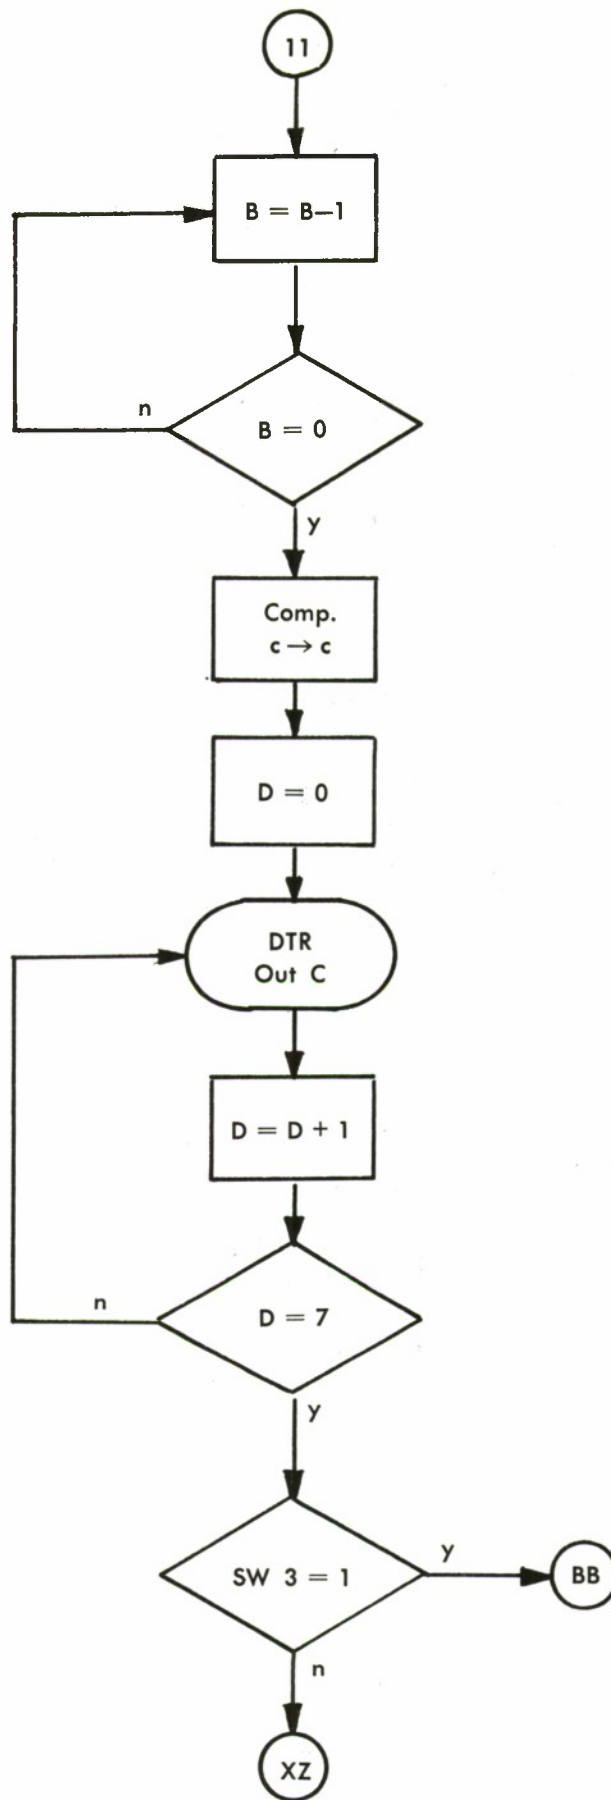 11
B = B–1
B = 0
n
y
Comp.
c → c
D = 0
DTR
Out C
D = D + 1
D = 7
n
y
SW 3 = 1
y
BB
n
XZ